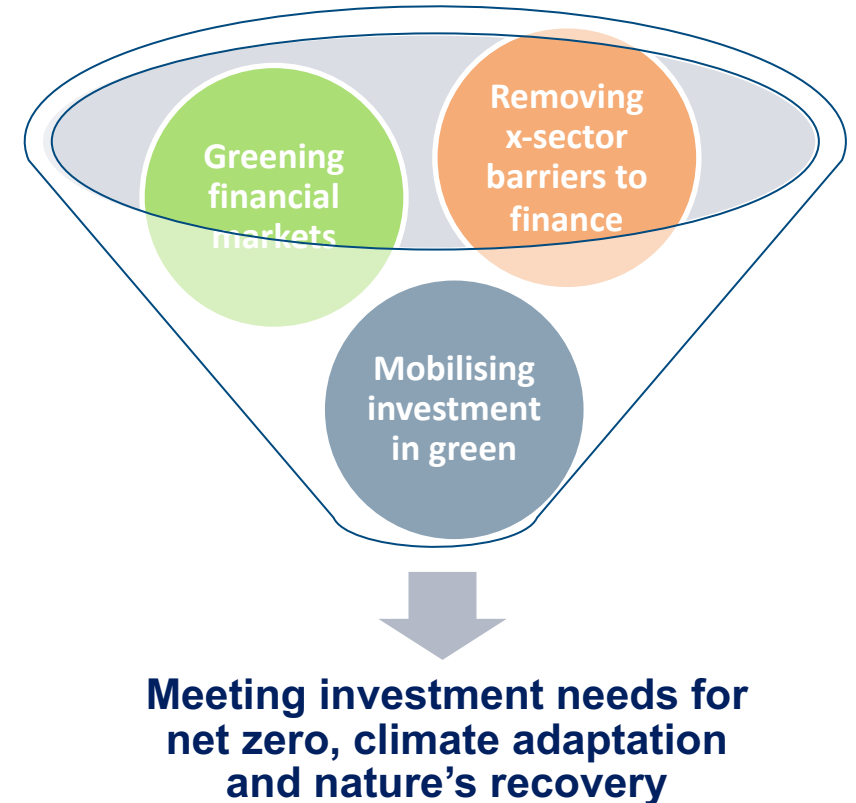 Greening
financial
markets
Removing
x-sector
barriers to
finance
Mobilising
investment
in green
Meeting investment needs for
net zero, climate adaptation
and nature’s recovery